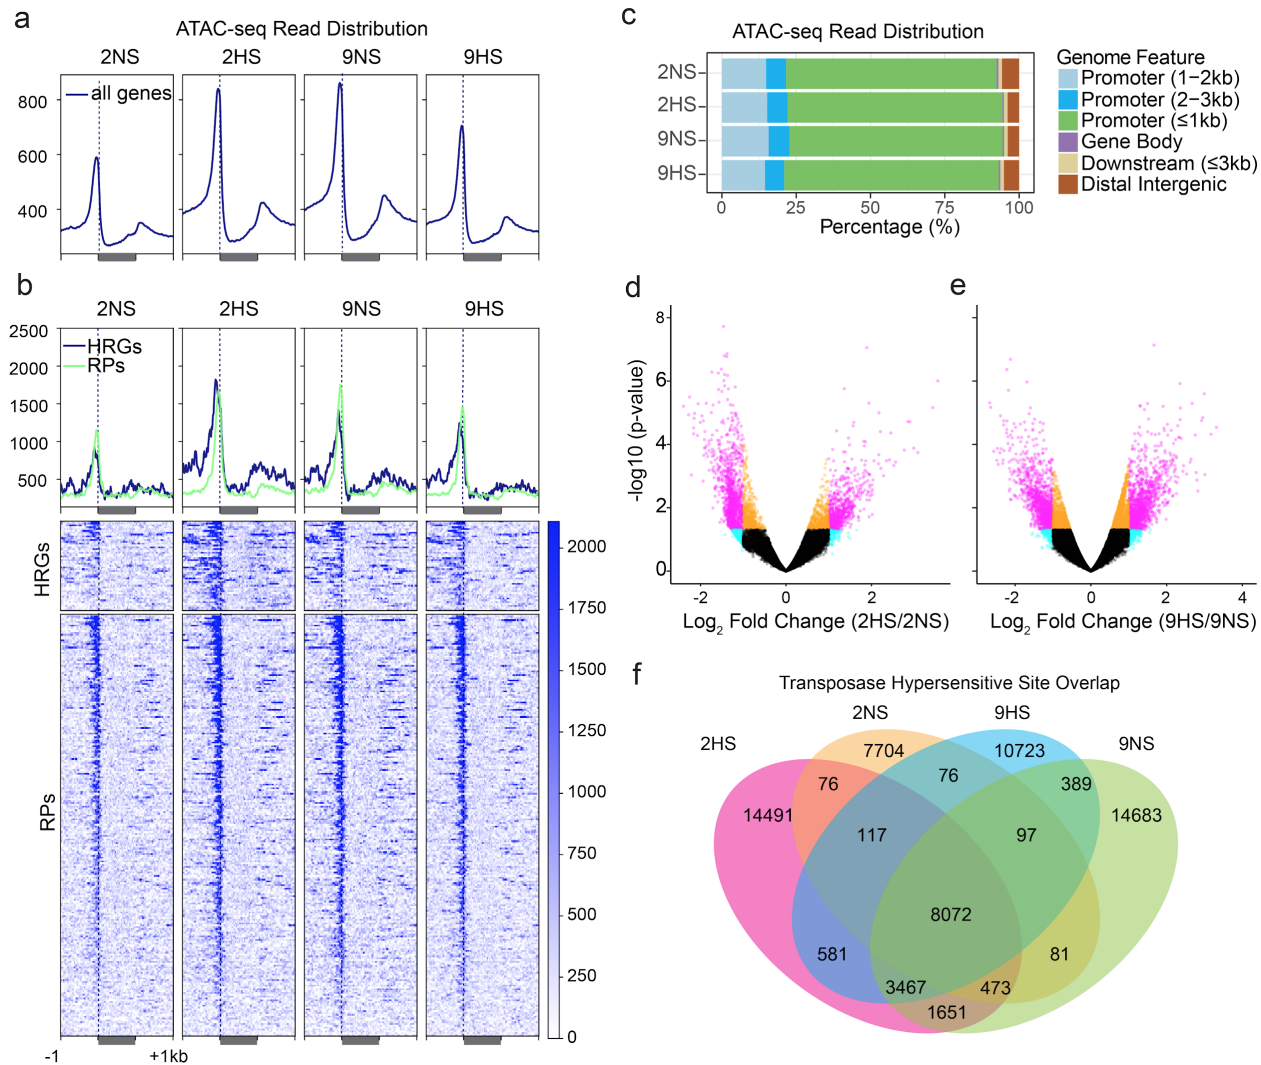 a
ATAC-seq Read Distribution
2NS 2HS 9NS 9HS
all genes
800
600
400
b
2NS 2HS 9NS 9HS
2500
2000
1500
1000
500
HRGs
RPs
HRGs
RPs
2000
1750
1500
1250
1000
750
500
250
0
-1 +1kb
c
ATAC-seq Read Distribution
2NS
2HS
9NS
9HS
0 25 50 75 100
Percentage (%)
Genome Feature
Promoter (1−2kb)
Promoter (2−3kb)
Promoter (≤1kb)
Gene Body
Downstream (≤3kb)
Distal Intergenic
d
8
6
4
2
0
-log10 (p-value)
-2 0 2
Log2 Fold Change (2HS/2NS)
e
-2 0 2 4
Log2 Fold Change (9HS/9NS)
f
Transposase Hypersensitive Site Overlap
2NS 9HS
2HS 9NS
7704 10723
76 76 389
14491 14683
117 97
8072
581 81
3467 473
1651